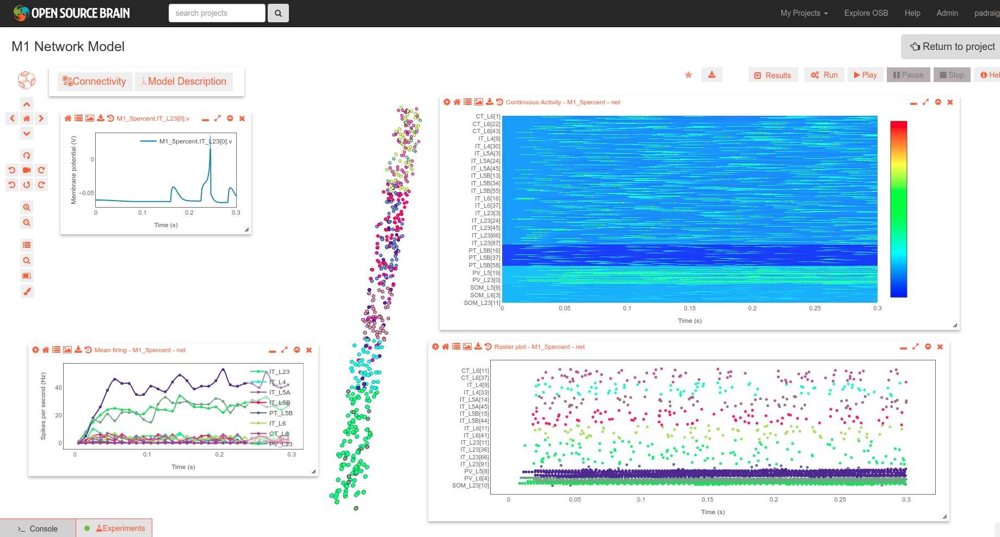 OPEN SOURCE BRAIN
search projects
My Projects
Explore OSB
Help
Admin
padraig
M1 Network Model
Return to project
Connectivity
Model Description
Results
Run
Play
Pause
Stop
Hel
M1_5percent.IT_L23[0].v
M1_5percent.IT_L23[0].v
Membrane potential (V)
0
−0.05
0
0.1
0.2
0.3
Time (s)
Continuous Activity - M1_5percent - net
CT_L6[1]
CT_L6[22]
CT_L6[43]
IT_L4[9]
IT_L4[30]
IT_L5A[3]
IT_L5A[24]
IT_L5A[45]
IT_L5B[13]
IT_L5B[34]
IT_L5B[55]
IT_L6[16]
IT_L6[37]
IT_L23[3]
IT_L23[24]
IT_L23[45]
IT_L23[66]
IT_L23[87]
PT_L5B[16]
PT_L5B[37]
PT_L5B[58]
PV_L5[19]
PV_L23[0]
SOM_L5[9]
SOM_L6[3]
SOM_L23[11]
0
0.05
0.1
0.15
0.2
0.25
0.3
Time (s)
Mean firing - M1_5percent - net
Spikes per second (Hz)
40
20
0
IT_L23
IT_L4
IT_L5A
IT_L5B
PT_L5B
IT_L6
CT_L6
PV_L23
0
0.1
0.2
0.3
Time (s)
Raster plot - M1_5percent - net
CT_L6[11]
CT_L6[37]
IT_L4[9]
IT_L4[33]
IT_L5A[14]
IT_L5A[45]
IT_L5B[15]
IT_L5B[44]
IT_L6[11]
IT_L6[41]
IT_L23[11]
IT_L23[36]
IT_L23[66]
IT_L23[91]
PV_L5[8]
PV_L6[4]
SOM_L23[10]
0
0.05
0.1
0.15
0.2
0.25
0.3
Time (s)
>_ Console
Experiments